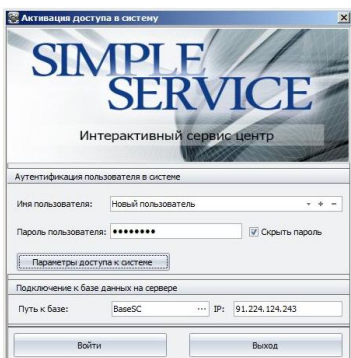 Активация доступа в систему
SIMPLE
SERVICE
Интерактивный сервис центр
Аутентификация пользователя в системе
Имя пользователя: Новый пользователь
Пароль пользователя: •••••••• Скрыть пароль
Параметры доступа к системе
Подключение к базе данных на сервере
Путь к базе: BaseSC ... IP: 91.224.124.243
Войти Выход